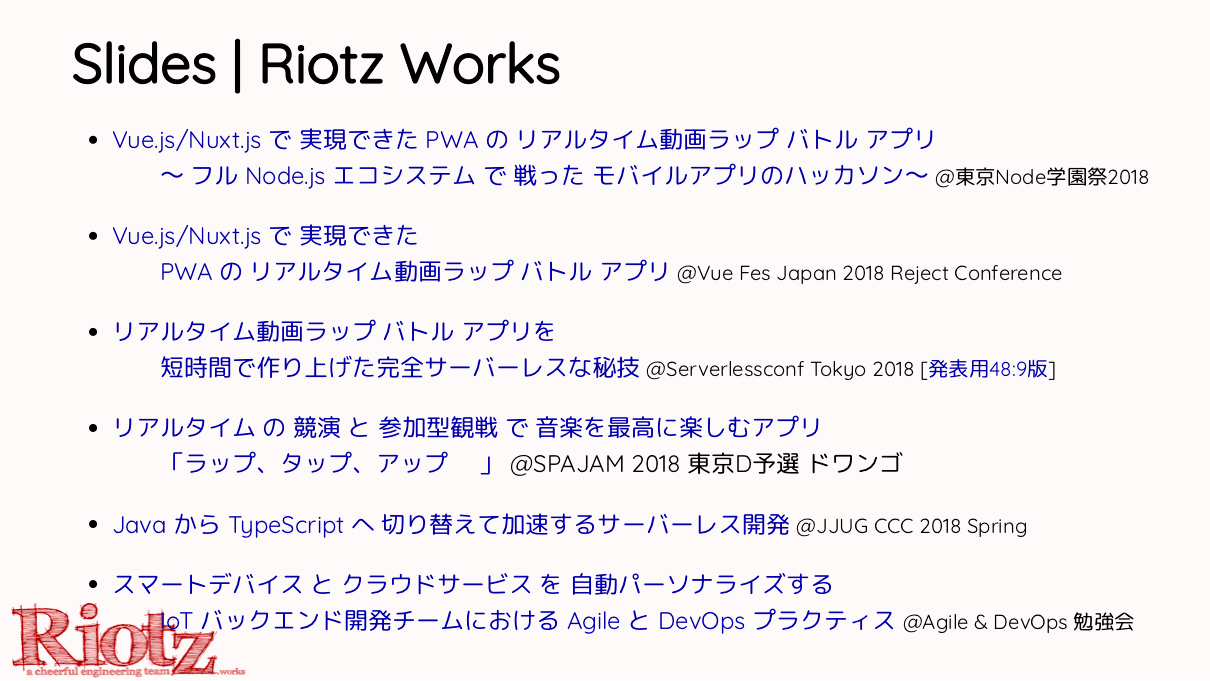 Slides | Riotz Works
• Vue.js/Nuxt.js で 実現できた PWA の リアルタイム動画ラップ バトル アプリ
〜 フル Node.js エコシステム で 戦った モバイルアプリのハッカソン〜 @東京Node学園祭2018
• Vue.js/Nuxt.js で 実現できた
PWA の リアルタイム動画ラップ バトル アプリ @Vue Fes Japan 2018 Reject Conference
• リアルタイム動画ラップ バトル アプリを
短時間で作り上げた完全サーバーレスな秘技 @Serverlessconf Tokyo 2018 [発表用48:9版]
• リアルタイム の 競演 と 参加型観戦 で 音楽を最高に楽しむアプリ
「ラップ、タップ、アップ　」 @SPAJAM 2018 東京D予選 ドワンゴ
• Java から TypeScript へ 切り替えて加速するサーバーレス開発 @JJUG CCC 2018 Spring
• スマートデバイス と クラウドサービス を 自動パーソナライズする
IoT バックエンド開発チームにおける Agile と DevOps プラクティス @Agile & DevOps 勉強会
Riotz
a cheerful engineering team
.works